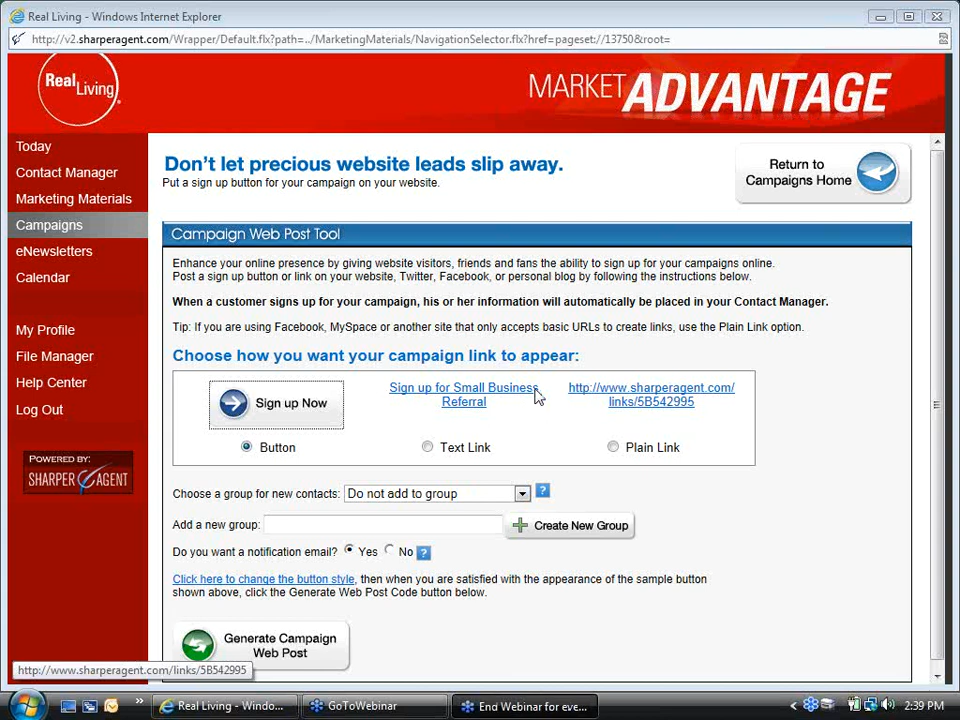 Real Living - Windows Internet Explorer
http://v2.sharperagent.com/Wrapper/Default.flx?path=../MarketingMaterials/NavigationSelector.flx?href=pageset://13750&root=
Real Living
MARKET ADVANTAGE
Today
Contact Manager
Marketing Materials
Campaigns
eNewsletters
Calendar
My Profile
File Manager
Help Center
Log Out
POWERED BY:
SHARPER AGENT
Don't let precious website leads slip away.
Put a sign up button for your campaign on your website.
Return to
Campaigns Home
Campaign Web Post Tool
Enhance your online presence by giving website visitors, friends and fans the ability to sign up for your campaigns online.
Post a sign up button or link on your website, Twitter, Facebook, or personal blog by following the instructions below.
When a customer signs up for your campaign, his or her information will automatically be placed in your Contact Manager.
Tip: If you are using Facebook, MySpace or another site that only accepts basic URLs to create links, use the Plain Link option.
Choose how you want your campaign link to appear:
Sign up Now
Sign up for Small Business
Referral
http://www.sharperagent.com/
links/5B542995
Button
Text Link
Plain Link
Choose a group for new contacts: Do not add to group ?
Add a new group: Create New Group
Do you want a notification email? Yes No ?
Click here to change the button style, then when you are satisfied with the appearance of the sample button
shown above, click the Generate Web Post Code button below.
Generate Campaign
Web Post
http://www.sharperagent.com/links/5B542995
» Real Living - Windo... GoToWebinar End Webinar for eve... 2:39 PM